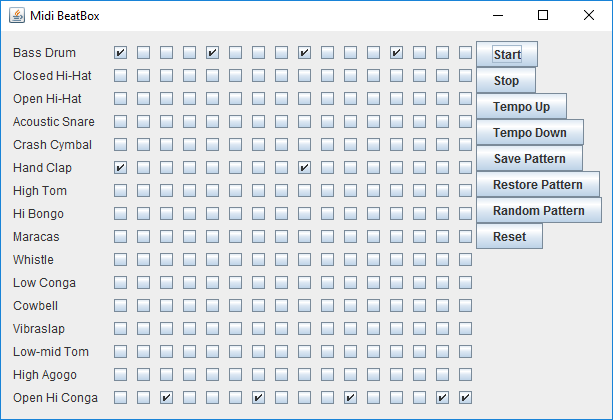 Midi BeatBox
Bass Drum
Closed Hi-Hat
Open Hi-Hat
Acoustic Snare
Crash Cymbal
Hand Clap
High Tom
Hi Bongo
Maracas
Whistle
Low Conga
Cowbell
Vibraslap
Low-mid Tom
High Agogo
Open Hi Conga
Start
Stop
Tempo Up
Tempo Down
Save Pattern
Restore Pattern
Random Pattern
Reset